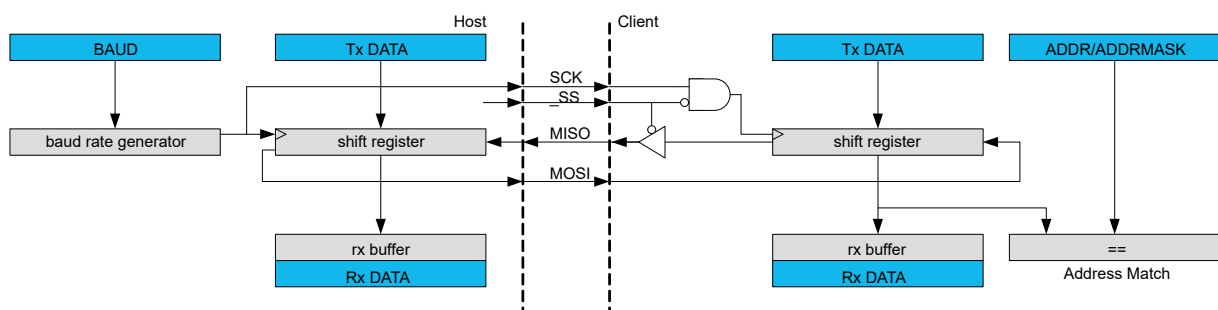 Host
Client
BAUD
Tx DATA
Tx DATA
ADDR/ADDRMASK
SCK
_SS
baud rate generator
shift register
MISO
shift register
MOSI
rx buffer
rx buffer
==
Rx DATA
Rx DATA
Address Match